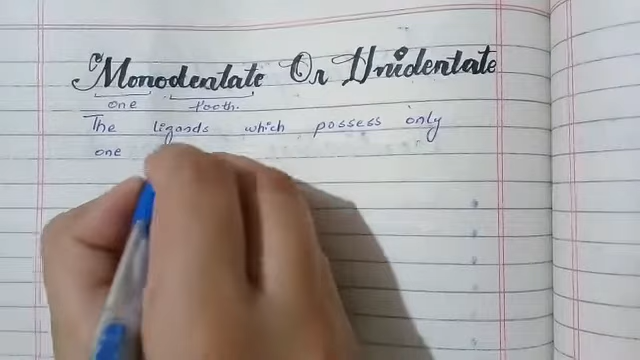 Monodentate Or Unidentate
one tooth.
The ligands which possess only
one